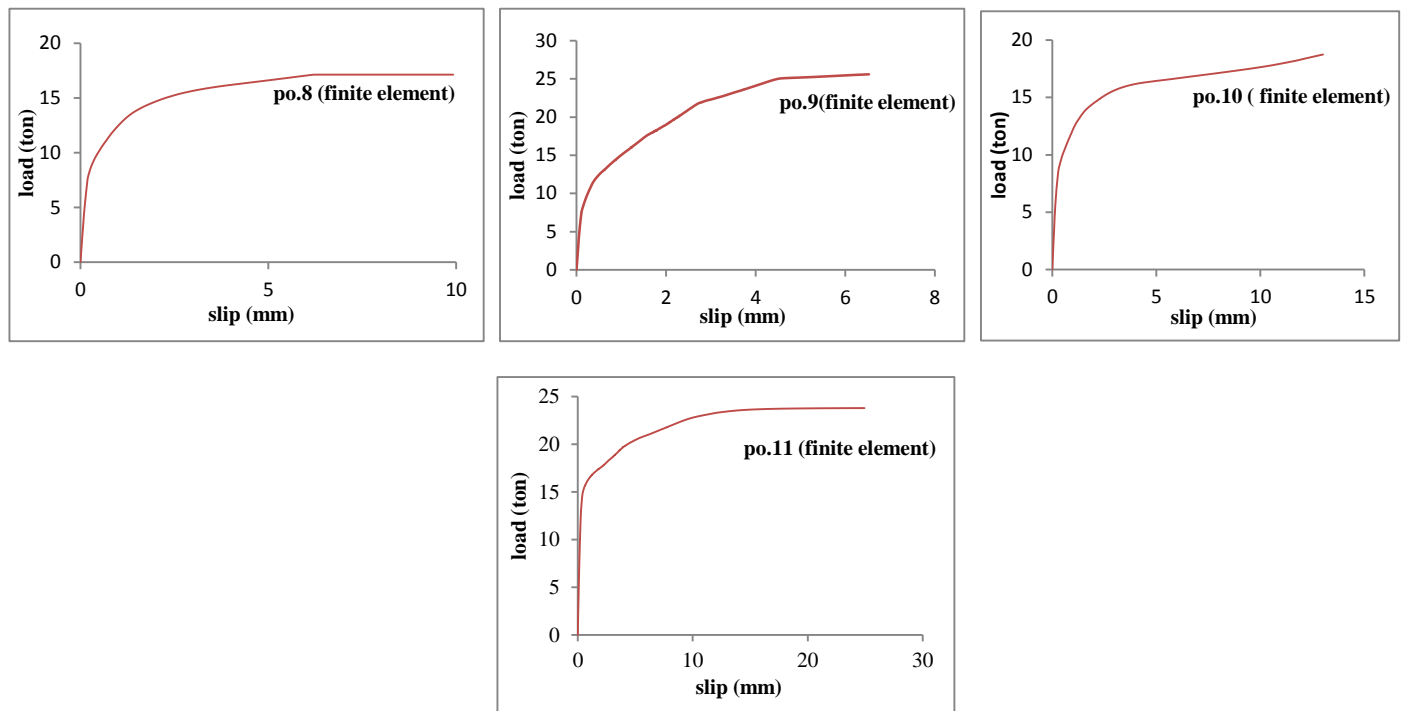 20
15
10
5
0
0 5 10
load (ton)
slip (mm)
po.8 (finite element)
30
25
20
15
10
5
0
0 2 4 6 8
load (ton)
slip (mm)
po.9(finite element)
20
15
10
5
0
0 5 10 15
load (ton)
slip (mm)
po.10 ( finite element)
25
20
15
10
5
0
0 10 20 30
load (ton)
slip (mm)
po.11 (finite element)